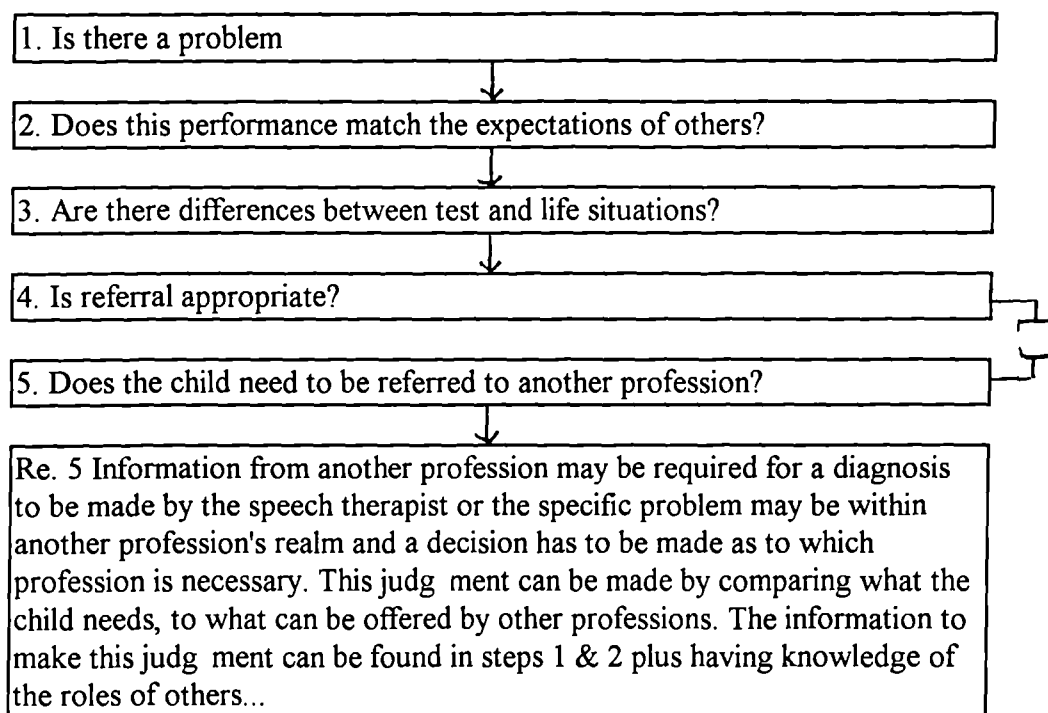 1. Is there a problem
2. Does this performance match the expectations of others?
3. Are there differences between test and life situations?
4. Is referral appropriate?
5. Does the child need to be referred to another profession?
Re. 5 Information from another profession may be required for a diagnosis
to be made by the speech therapist or the specific problem may be within
another profession's realm and a decision has to be made as to which
profession is necessary. This judg ment can be made by comparing what the
child needs, to what can be offered by other professions. The information to
make this judg ment can be found in steps 1 & 2 plus having knowledge of
the roles of others...